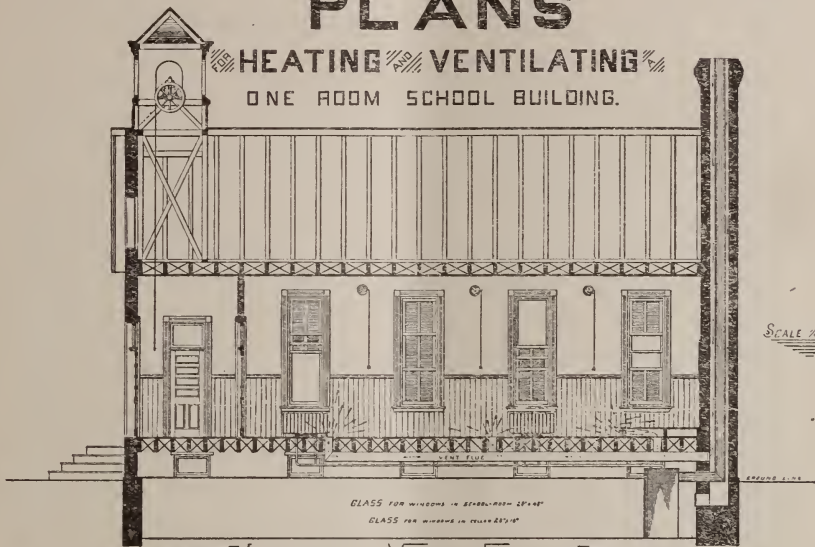 PLANS
FOR HEATING AND VENTILATING A
ONE ROOM SCHOOL BUILDING.
SCALE
VENT FLUE
GROUND LINE
GLASS FOR WINDOWS IN SCHOOL-ROOM
GLASS FOR WINDOWS IN CELLAR